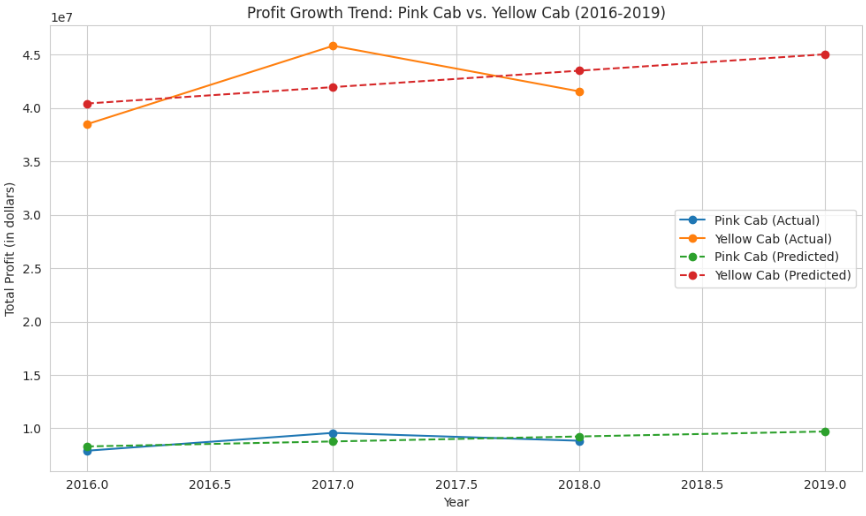 Profit Growth Trend: Pink Cab vs. Yellow Cab (2016-2019)
1e7
4.5
4.0
3.5
3.0
2.5
2.0
1.5
1.0
Total Profit (in dollars)
Pink Cab (Actual)
Yellow Cab (Actual)
Pink Cab (Predicted)
Yellow Cab (Predicted)
2016.0 2016.5 2017.0 2017.5 2018.0 2018.5 2019.0
Year